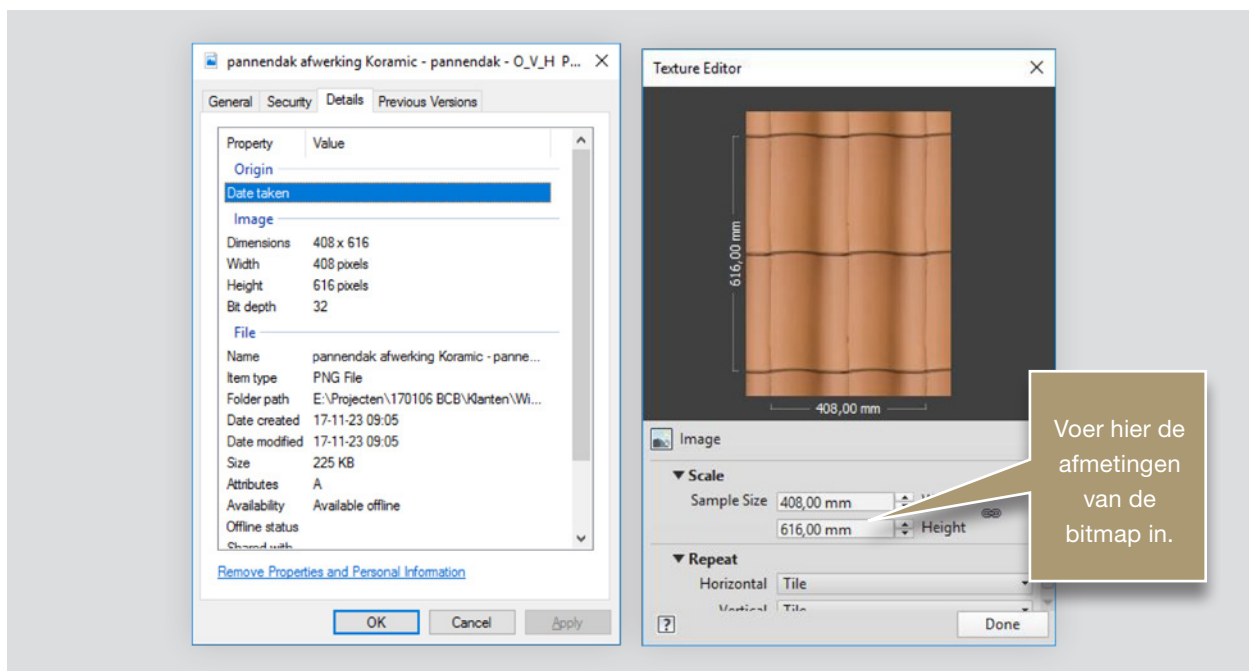 pannendak afwerking Koramic - pannendak - O_V_H P...
General Security Details Previous Versions
Property Value
Origin
Date taken
Image
Dimensions 408 x 616
Width 408 pixels
Height 616 pixels
Bit depth 32
File
Name pannendak afwerking Koramic - panne...
Item type PNG File
Folder path E:\Projecten\170106 BCB\Klanten\Wi...
Date created 17-11-23 09:05
Date modified 17-11-23 09:05
Size 225 KB
Attributes A
Availability Available offline
Offline status
Shared with
Remove Properties and Personal Information
OK Cancel Apply
Texture Editor
616,00 mm
408,00 mm
Image
Scale
Sample Size 408,00 mm
616,00 mm Height
Repeat
Horizontal Tile
Vertical Tile
? Done
Voer hier de
afmetingen
van de
bitmap in.